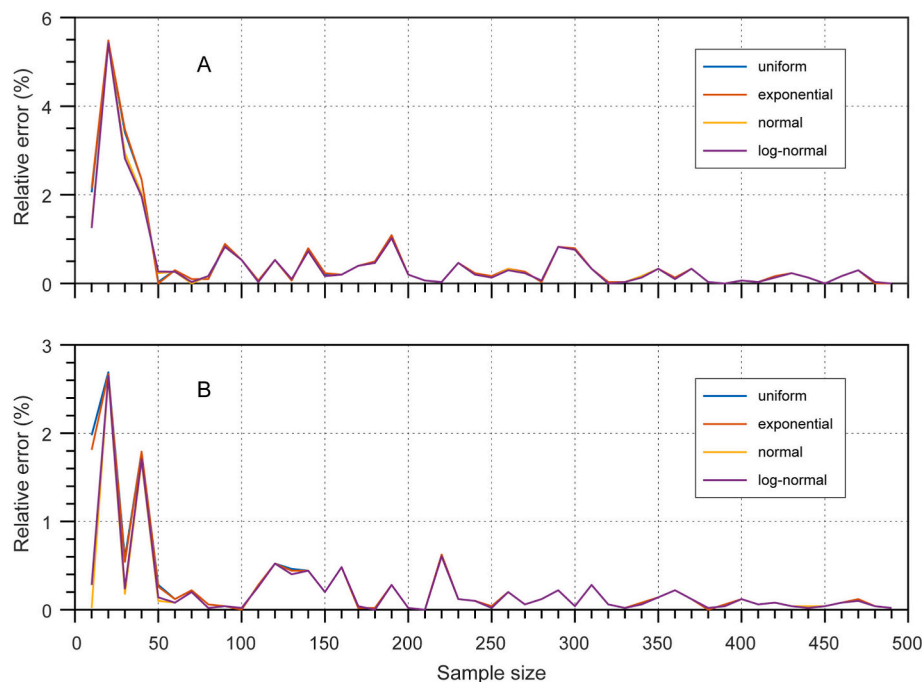 6
4
2
0
Relative error (%)
A
uniform
exponential
normal
log-normal
3
2
1
0
Relative error (%)
B
uniform
exponential
normal
log-normal
0 50 100 150 200 250 300 350 400 450 500
Sample size